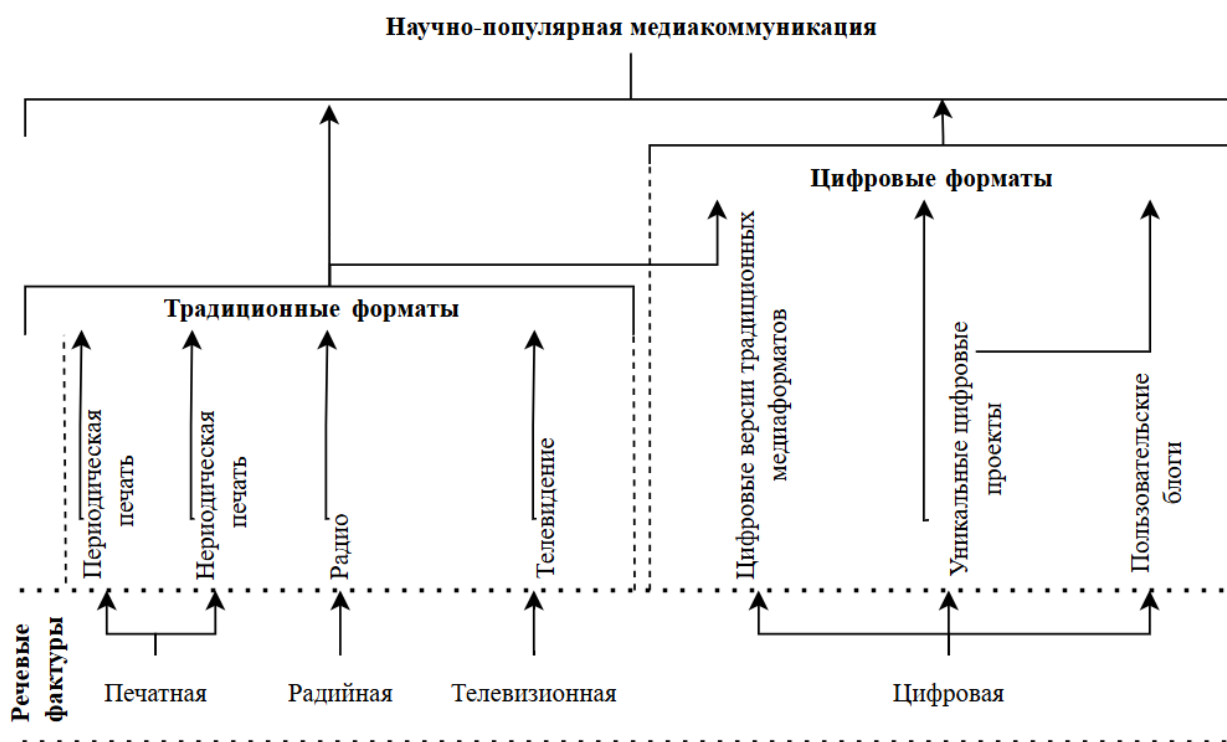 Научно-популярная медиакоммуникация
Цифровые форматы
Традиционные форматы
Периодическая
печать
Нериодическая
печать
Радио
Телевидение
Цифровые версии традиционных
медиаформатов
Уникальные цифровые
проекты
Пользовательские
блоги
Речевые
фактуры
Печатная
Радийная
Телевизионная
Цифровая